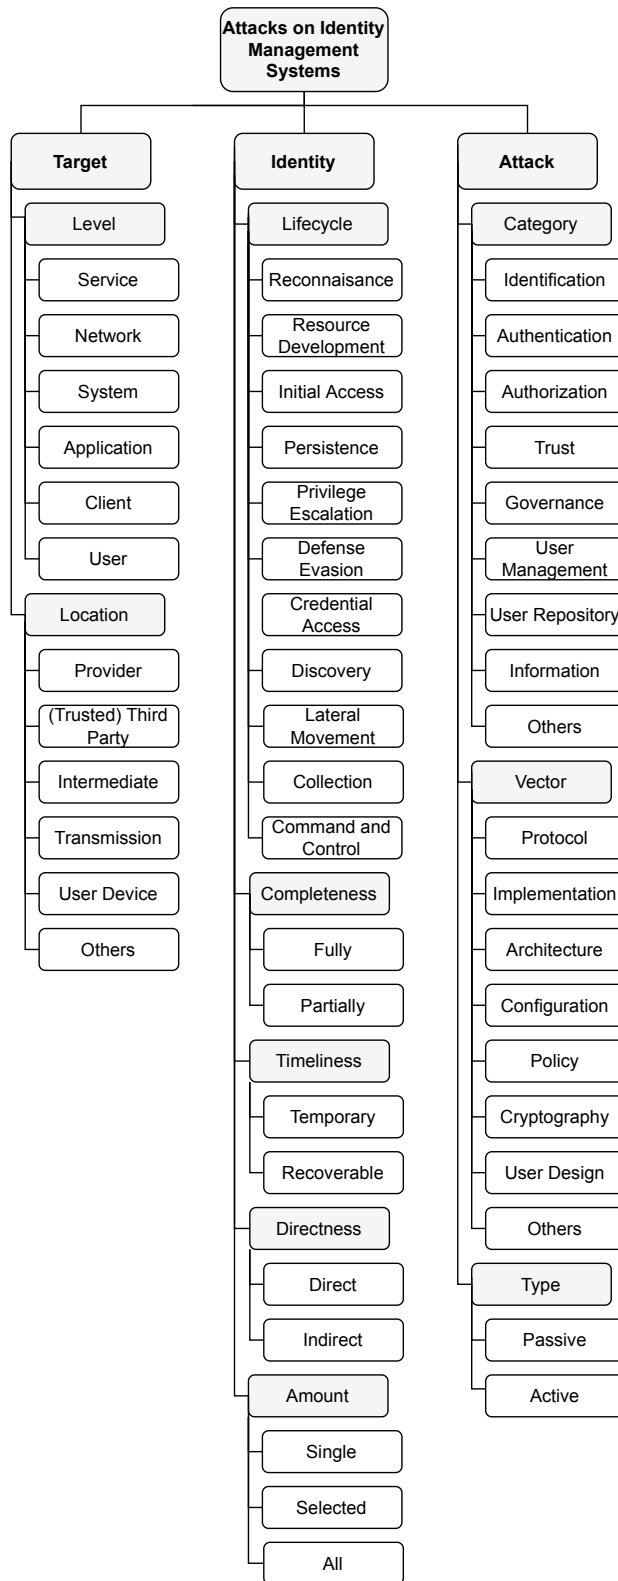 Attacks on Identity
Management
Systems
Target
Level
Service
Network
System
Application
Client
User
Location
Provider
(Trusted) Third
Party
Intermediate
Transmission
User Device
Others
Identity
Lifecycle
Reconnaisance
Resource
Development
Initial Access
Persistence
Privilege
Escalation
Defense
Evasion
Credential
Access
Discovery
Lateral
Movement
Collection
Command and
Control
Completeness
Fully
Partially
Timeliness
Temporary
Recoverable
Directness
Direct
Indirect
Amount
Single
Selected
All
Attack
Category
Identification
Authentication
Authorization
Trust
Governance
User
Management
User Repository
Information
Others
Vector
Protocol
Implementation
Architecture
Configuration
Policy
Cryptography
User Design
Others
Type
Passive
Active